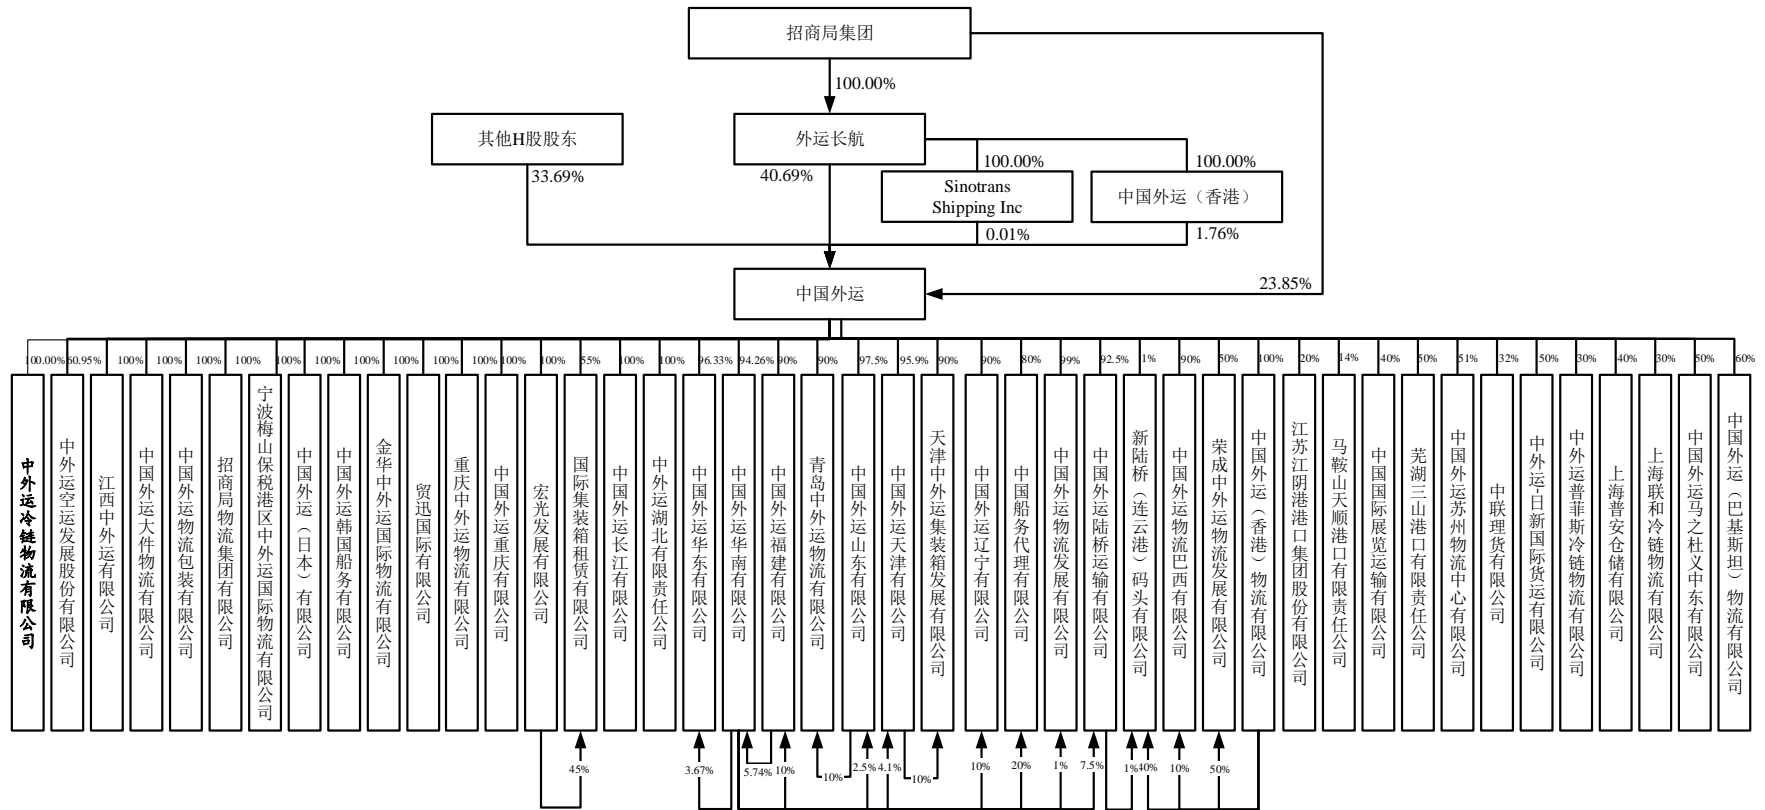 招商局集团
100.00%
其他H股股东
外运长航
33.69%
40.69%
100.00%
100.00%
Sinotrans
Shipping Inc
中国外运（香港）
0.01%
1.76%
中国外运
23.85%
100.00%
60.95%
100%
100%
100%
100%
100%
100%
100%
100%
100%
100%
100%
100%
55%
100%
100%
96.33%
94.26%
90%
90%
97.5%
95.9%
90%
90%
80%
99%
92.5%
1%
90%
50%
100%
20%
14%
40%
50%
51%
32%
50%
30%
40%
30%
50%
60%
中外运冷链物流有限公司
中外运空运发展股份有限公司
江西中外运有限公司
中国外运大件物流有限公司
中国外运物流包装有限公司
招商局物流集团有限公司
宁波梅山保税港区中外运国际物流有限公司
中国外运（日本）有限公司
中国外运韩国船务有限公司
金华中外运国际物流有限公司
贸迅国际有限公司
重庆中外运物流有限公司
中国外运重庆有限公司
宏光发展有限公司
国际集装箱租赁有限公司
中国外运长江有限公司
中外运湖北有限责任公司
中国外运华东有限公司
中国外运华南有限公司
中国外运福建有限公司
青岛中外运物流有限公司
中国外运山东有限公司
中国外运天津有限公司
天津中外运集装箱发展有限公司
中国外运辽宁有限公司
中国船务代理有限公司
中国外运物流发展有限公司
中国外运陆桥运输有限公司
新陆桥（连云港）码头有限公司
中国外运物流巴西有限公司
荣成中外运物流发展有限公司
中国外运（香港）物流有限公司
江苏江阴港港口集团股份有限公司
马鞍山天顺港口有限责任公司
中国国际展览运输有限公司
芜湖三山港口有限责任公司
中国外运苏州物流中心有限公司
中联理货有限公司
中外运-日新国际货运有限公司
中外运普菲斯冷链物流有限公司
上海普安仓储有限公司
上海联和冷链物流有限公司
中国外运马之杜义中东有限公司
中国外运（巴基斯坦）物流有限公司
45%
3.67%
5.74%
10%
10%
2.5%
4.1%
10%
10%
20%
1%
7.5%
1%
40%
10%
50%